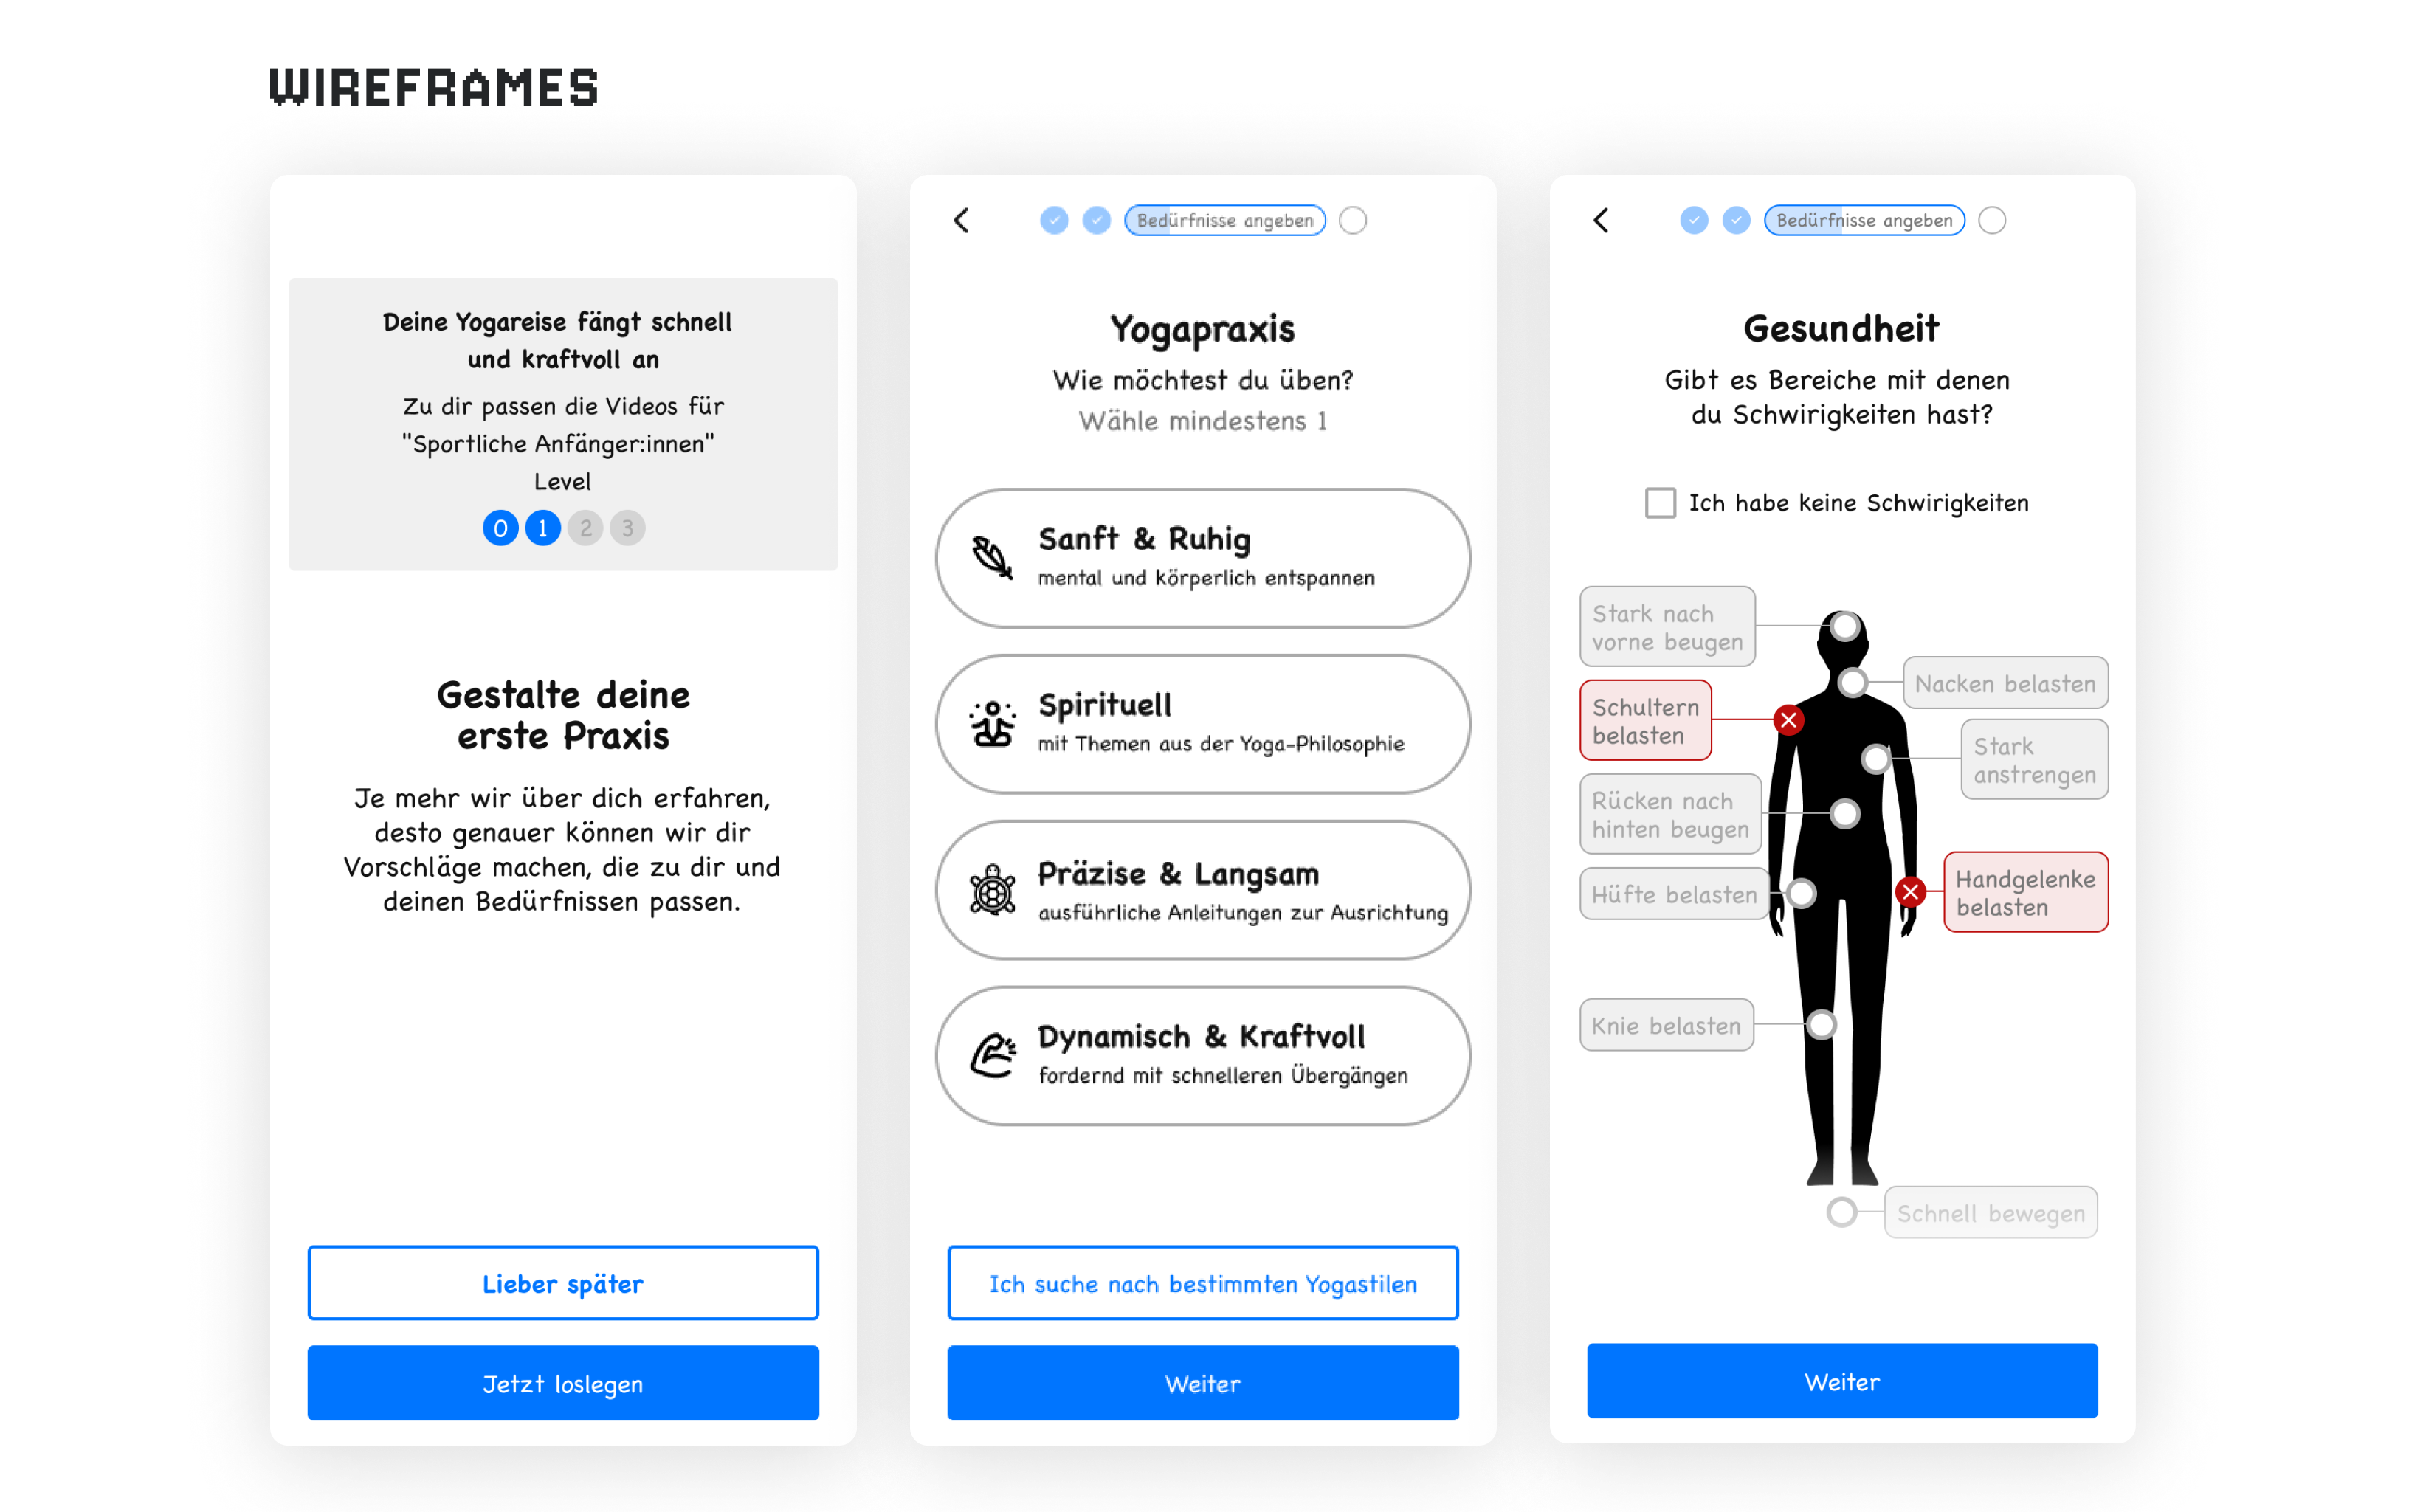 WIREFRAMES
Deine Yogareise fängt schnell
und kraftvoll an
Zu dir passen die Videos für
"Sportliche Anfänger:innen"
Level
0 1 2 3
Gestalte deine
erste Praxis
Je mehr wir über dich erfahren,
desto genauer können wir dir
Vorschläge machen, die zu dir und
deinen Bedürfnissen passen.
Lieber später
Jetzt loslegen
Bedürfnisse angeben
Yogapraxis
Wie möchtest du üben?
Wähle mindestens 1
Sanft & Ruhig
mental und körperlich entspannen
Spirituell
mit Themen aus der Yoga-Philosophie
Präzise & Langsam
ausführliche Anleitungen zur Ausrichtung
Dynamisch & Kraftvoll
fordernd mit schnelleren Übergängen
Ich suche nach bestimmten Yogastilen
Weiter
Bedürfnisse angeben
Gesundheit
Gibt es Bereiche mit denen
du Schwirigkeiten hast?
Ich habe keine Schwirigkeiten
Stark nach
vorne beugen
Nacken belasten
Schultern
belasten
Stark
anstrengen
Rücken nach
hinten beugen
Hüfte belasten
Handgelenke
belasten
Knie belasten
Schnell bewegen
Weiter